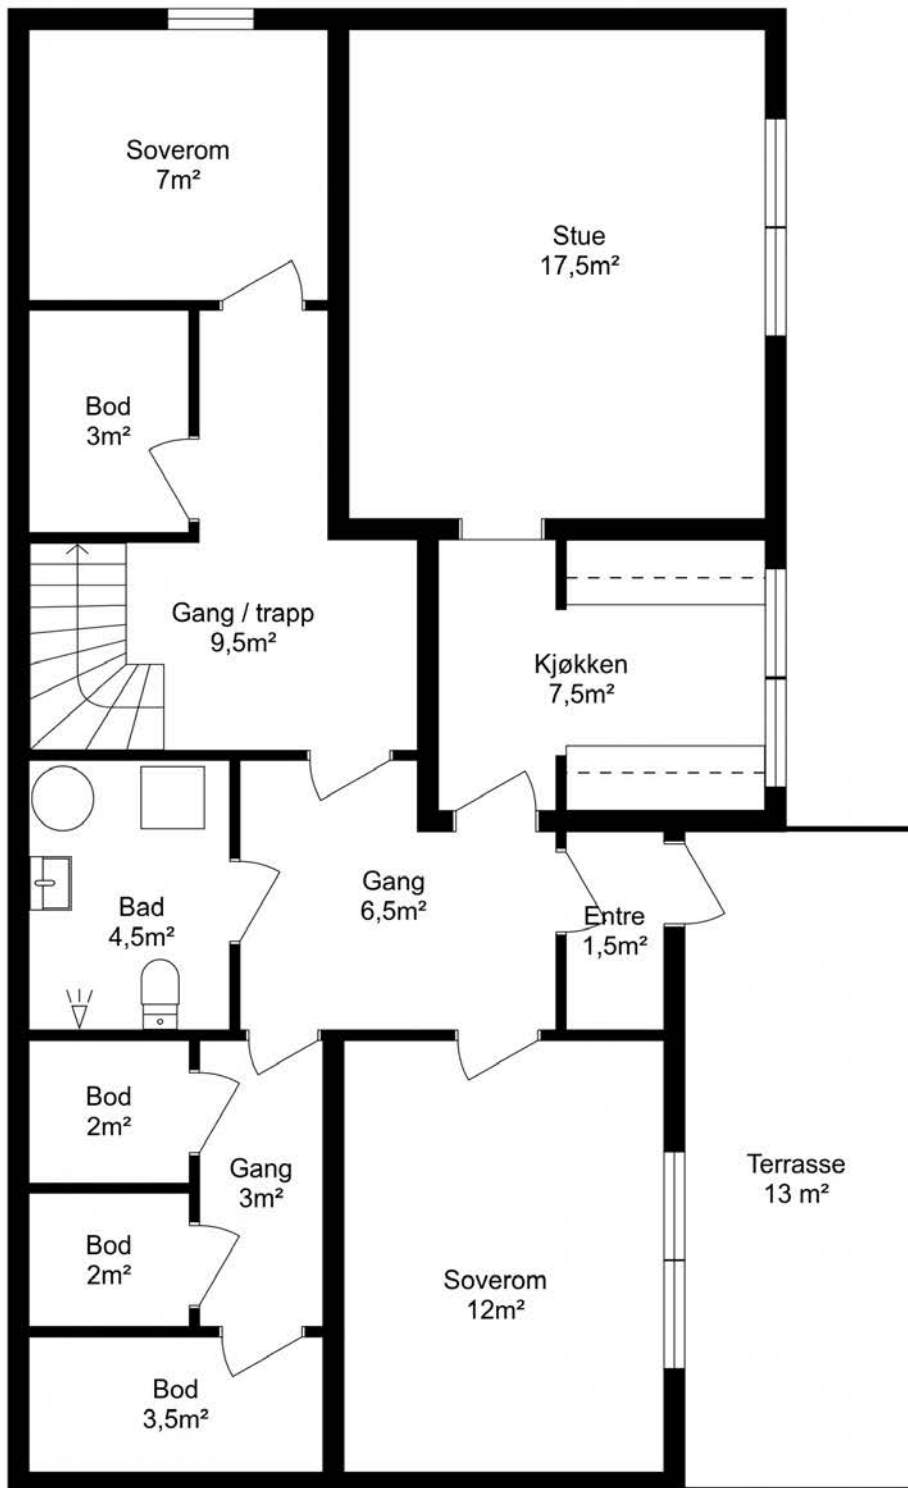 Soverom
7m²
Stue
17,5m²
Bod
3m²
Gang / trapp
9,5m²
Kjøkken
7,5m²
Bad
4,5m²
Gang
6,5m²
Entre
1,5m²
Bod
2m²
Gang
3m²
Terrasse
13 m²
Bod
2m²
Soverom
12m²
Bod
3,5m²